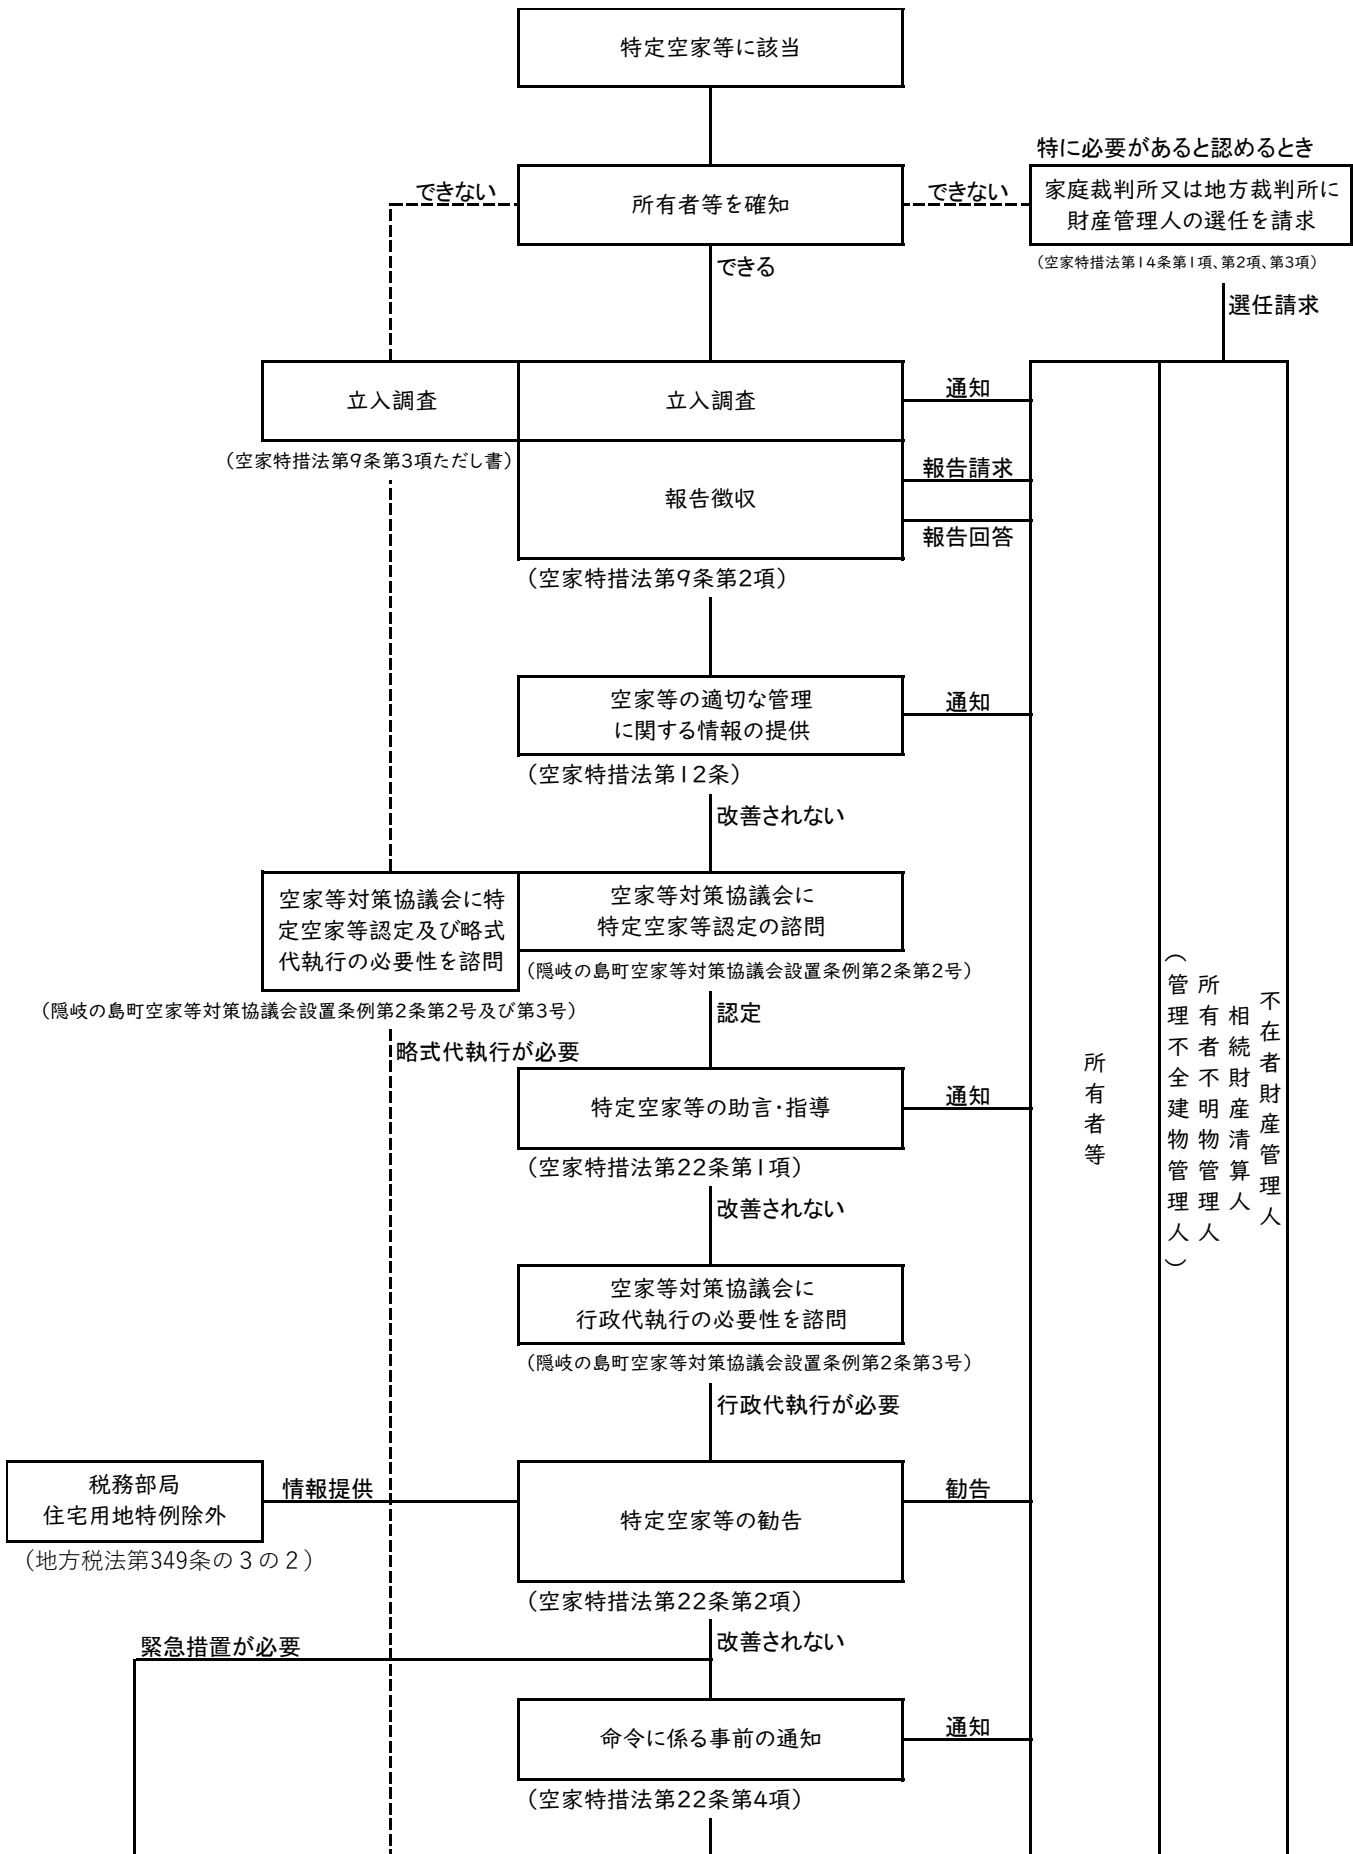 特定空家等に該当
特に必要があると認めるとき
できない
所有者等を確知
できない
家庭裁判所又は地方裁判所に
財産管理人の選任を請求
できる
（空家特措法第14条第1項、第2項、第3項）
選任請求
立入調査
立入調査
通知
（空家特措法第9条第3項ただし書）
報告徴収
報告請求
報告回答
（空家特措法第9条第2項）
空家等の適切な管理
に関する情報の提供
通知
（空家特措法第12条）
改善されない
空家等対策協議会に特
定空家等認定及び略式
代執行の必要性を諮問
空家等対策協議会に
特定空家等認定の諮問
（隠岐の島町空家等対策協議会設置条例第2条第2号）
（隠岐の島町空家等対策協議会設置条例第2条第2号及び第3号）
認定
略式代執行が必要
特定空家等の助言・指導
通知
（空家特措法第22条第1項）
所有者等
不在者財産管理人
相続財産清算人
所有者不明物管理人
（管理不全建物管理人）
改善されない
空家等対策協議会に
行政代執行の必要性を諮問
（隠岐の島町空家等対策協議会設置条例第2条第3号）
行政代執行が必要
税務部局
住宅用地特例除外
情報提供
特定空家等の勧告
勧告
（地方税法第349条の３の２）
（空家特措法第22条第2項）
緊急措置が必要
改善されない
命令に係る事前の通知
通知
（空家特措法第22条第4項）